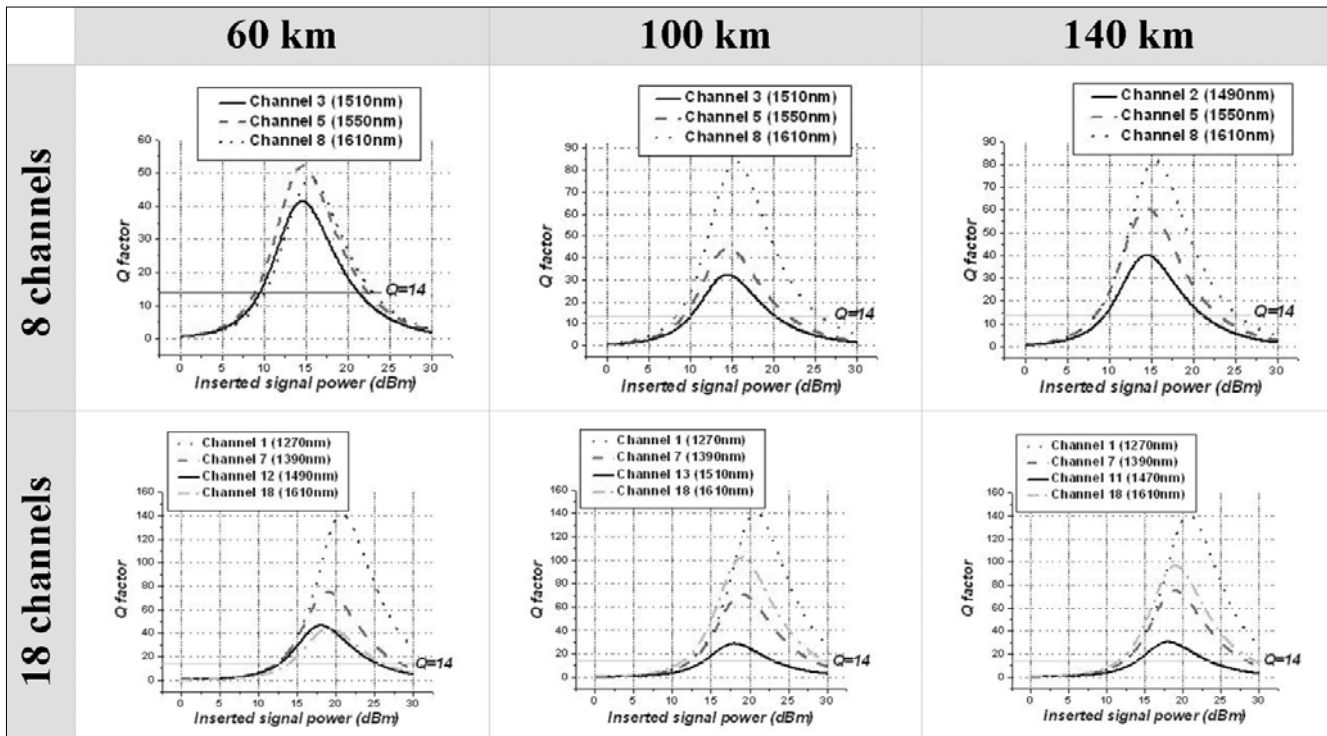 60 km
100 km
140 km
8 channels
Channel 3 (1510nm)
Channel 5 (1550nm)
Channel 8 (1610nm)
60
50
40
30
20
10
0
Q factor
Q=14
0 5 10 15 20 25 30
Inserted signal power (dBm)
Channel 3 (1510nm)
Channel 5 (1550nm)
Channel 8 (1610nm)
90
80
70
60
50
40
30
20
10
0
Q factor
Q=14
0 5 10 15 20 25 30
Inserted signal power (dBm)
Channel 2 (1490nm)
Channel 5 (1550nm)
Channel 8 (1610nm)
90
80
70
60
50
40
30
20
10
0
Q factor
Q=14
0 5 10 15 20 25 30
Inserted signal power (dBm)
18 channels
Channel 1 (1270nm)
Channel 7 (1390nm)
Channel 12 (1490nm)
Channel 18 (1610nm)
160
140
120
100
80
60
40
20
0
Q factor
Q=14
0 5 10 15 20 25 30
Inserted signal power (dBm)
Channel 1 (1270nm)
Channel 7 (1390nm)
Channel 13 (1510nm)
Channel 18 (1610nm)
160
140
120
100
80
60
40
20
0
Q factor
Q=14
0 5 10 15 20 25 30
Inserted signal power (dBm)
Channel 1 (1270nm)
Channel 7 (1390nm)
Channel 11 (1470nm)
Channel 18 (1610nm)
160
140
120
100
80
60
40
20
0
Q factor
Q=14
0 5 10 15 20 25 30
Inserted signal power (dBm)